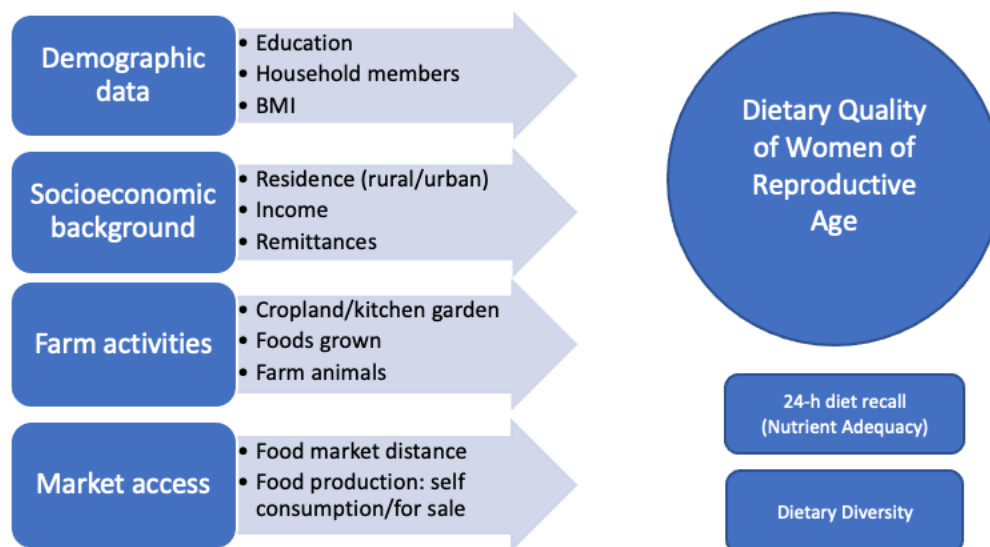 Demographic
data
• Education
• Household members
• BMI
Socioeconomic
background
• Residence (rural/urban)
• Income
• Remittances
Farm activities
• Cropland/kitchen garden
• Foods grown
• Farm animals
Market access
• Food market distance
• Food production: self
consumption/for sale
Dietary Quality
of Women of
Reproductive
Age
24-h diet recall
(Nutrient Adequacy)
Dietary Diversity